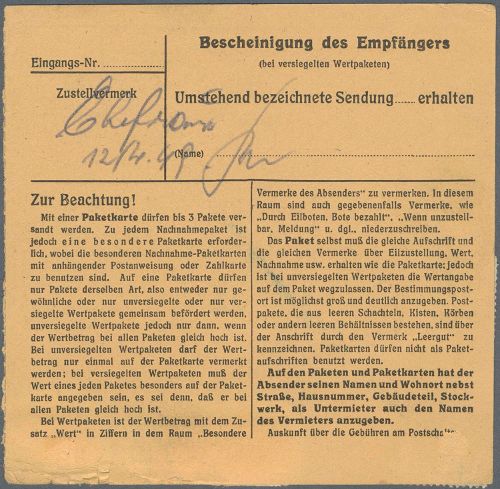 Bescheinigung des Empfängers
Eingangs-Nr.
(bei versiegelten Wertpaketen)
Zustellvermerk
Umstehend bezeichnete Sendung ...... erhalten
Ehefrau
12/4.48
(Name)
Zur Beachtung!
Mit einer Paketkarte dürfen bis 3 Pakete ver-
sandt werden. Zu jedem Nachnahmepaket ist
jedoch eine besondere Paketkarte erforder-
lich, wobei die besonderen Nachnahme-Paketkarten
mit anhängender Postanweisung oder Zahlkarte
zu benutzen sind. Auf eine Paketkarte dürfen
nur Pakete derselben Art, also entweder nur ge-
wöhnliche oder nur unversiegelte oder nur ver-
siegelte Wertpakete gemeinsam befördert werden,
unversiegelte Wertpakete jedoch nur dann, wenn
der Wertbetrag bei allen Paketen gleich hoch ist.
Bei unversiegelten Paketen darf der Wert-
betrag nur einmal auf der Paketkarte vermerkt
werden; bei versiegelten Wertpaketen muß der
Wert eines jeden Paketes besonders auf der Paket-
karte angegeben sein, es sei denn, daß er bei
allen Paketen gleich hoch ist.
Bei Wertpaketen ist der Wertbetrag mit dem Zu-
satz „Wert" in Ziffern in dem Raum „Besondere
Vermerke des Absenders" zu vermerken. In diesem
Raum sind auch gegebenenfalls Vermerke, wie
„Durch Eilboten. Bote bezahlt". „Wenn unzustell-
bar, Meldung" u. dgl., niederzuschreiben.
Das Paket selbst muß die gleiche Aufschrift und
die gleichen Vermerke über Eilzustellung, Wert,
Nachnahme usw. erhalten wie die Paketkarte; jedoch
ist bei unversiegelten Wertpaketen die Wertangabe
auf dem Paket wegzulassen. Der Bestimmungspost-
ort ist möglichst groß und deutlich anzugeben. Post-
pakete, die aus leeren Schachteln, Kisten, Körben
oder andern leeren Behältnissen bestehen, sind über
der Anschrift durch den Vermerk „Leergut" zu
kennzeichnen. Paketkarten dürfen nicht als Paket-
aufschriften benutzt werden.
Auf den Paketen und Paketkarten hat der
Absender seinen Namen und Wohnort nebst
Straße, Hausnummer, Gebäudeteil, Stock-
werk, als Untermieter auch den Namen
des Vermieters anzugeben.
Auskunft über die Gebühren am Postschalter